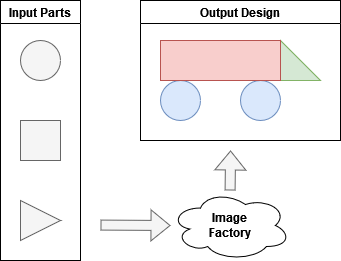 Input Parts
Output Design
Image
Factory